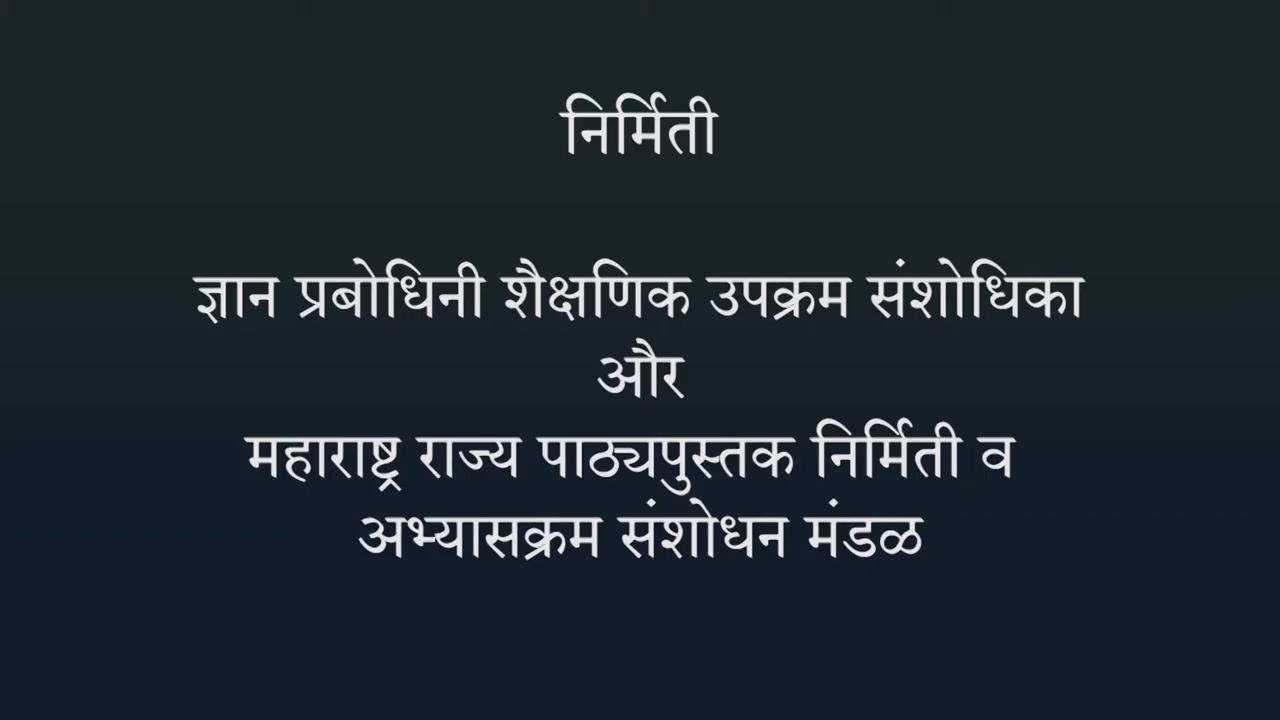 निर्मिती
ज्ञान प्रबोधिनी शैक्षणिक उपक्रम संशोधिका
और
महाराष्ट्र राज्य पाठ्यपुस्तक निर्मिती व
अभ्यासक्रम संशोधन मंडळ